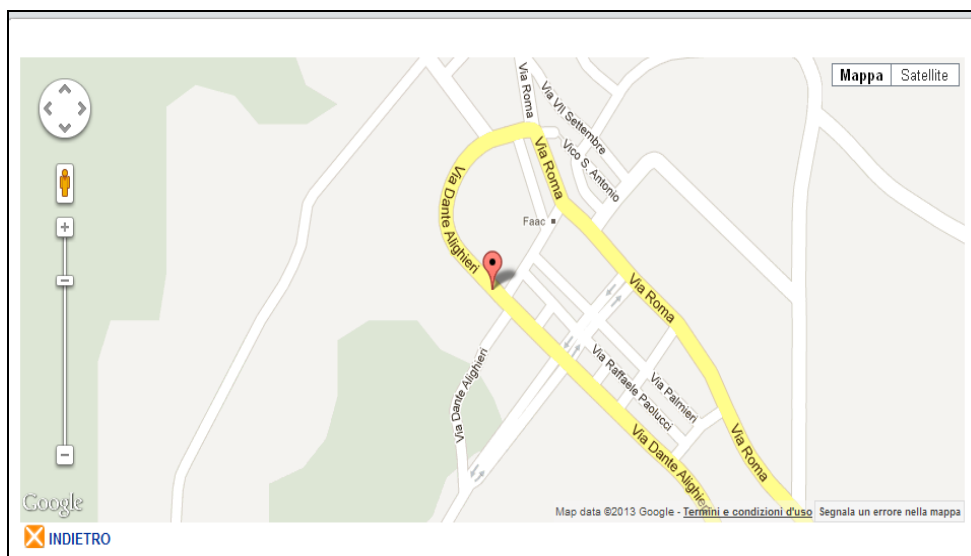 Mappa Satellite
Via Roma
Via VII Settembre
Vico S. Antonio
Via Roma
Via Dante Alighieri
Faac
Via Roma
Via Dante Alighieri
Via Raffaele Paolucci
Via Palmieri
Via Dante Alighieri
Via Roma
Google
Map data ©2013 Google - Termini e condizioni d'uso Segnala un errore nella mappa
INDIETRO